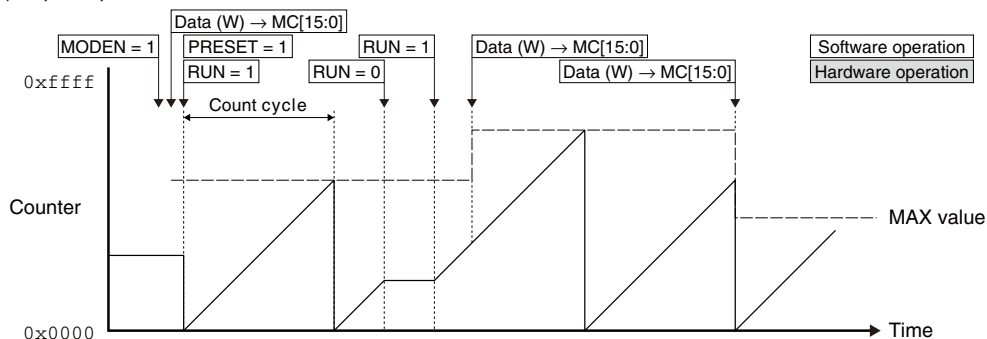 Data (W) → MC[15:0]
MODEN = 1
PRESET = 1
RUN = 1
Data (W) → MC[15:0]
Software operation
RUN = 1
RUN = 0
Data (W) → MC[15:0]
Hardware operation
0xffff
Count cycle
Counter
MAX value
0x0000
Time